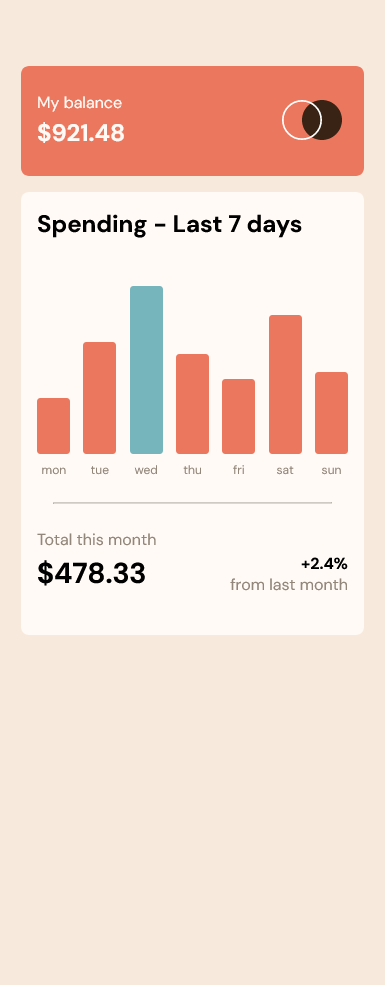 My balance
$921.48
Spending - Last 7 days
mon tue wed thu fri sat sun
Total this month
$478.33
+2.4%
from last month